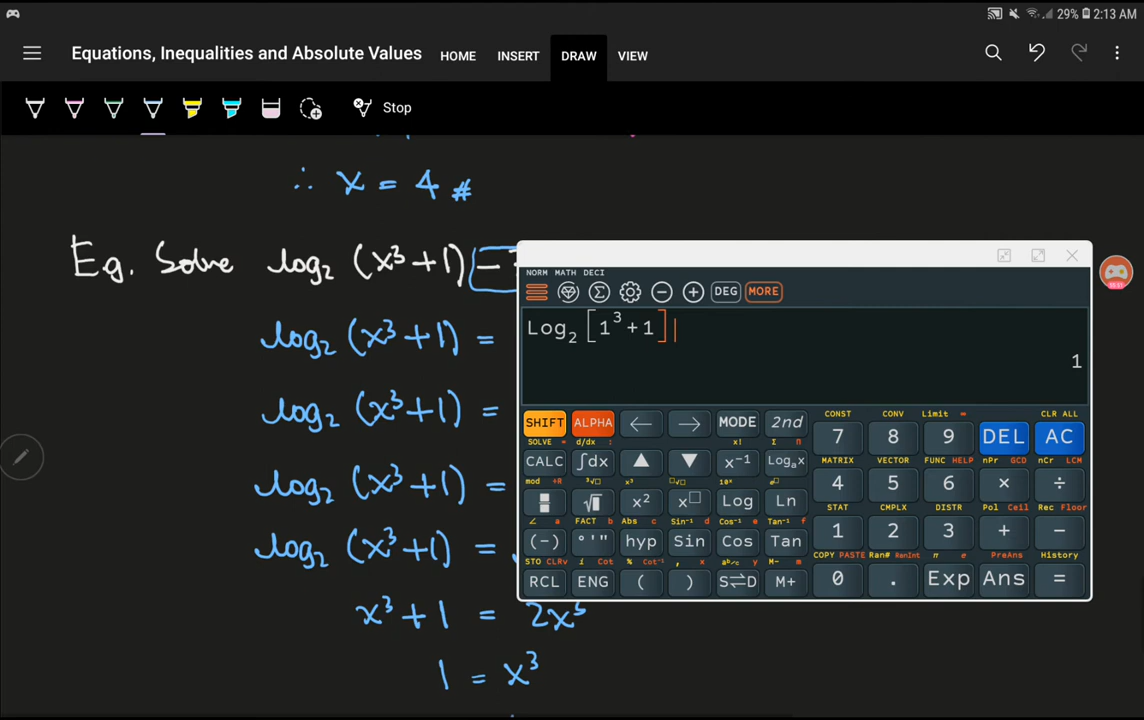 29% 2:13 AM
Equations, Inequalities and Absolute Values HOME INSERT DRAW VIEW
Stop
∴ x = 4 #
Eg. Solve log₂ (x³+1) -
log₂ (x³+1) =
log₂ (x³+1) =
log₂ (x³+1) =
log₂ (x³+1) =
x³+1 = 2x³
1 = x³
NORM MATH DECI
DEG MORE
Log₂ [1³+1]
1
CONST CONV Limit ∞ CLR ALL
SHIFT ALPHA ← → MODE 2nd 7 8 9 DEL AC
SOLVE = d/dx : x! Σ Π MATRIX VECTOR FUNC HELP nPr GCD nCr LCM
CALC ∫dx ▲ ▼ x⁻¹ Logₐx 4 5 6 × ÷
mod ÷R ³√□ x³ □√□ 10ˣ eᵡ STAT CMPLX DISTR Pol Ceil Rec Floor
√ x² x□ Log Ln 1 2 3 + −
∠ a FACT b Abs c Sin⁻¹ d Cos⁻¹ e Tan⁻¹ f COPY PASTE Ran# RanInt π e PreAns History
(-) °'" hyp Sin Cos Tan 0 . Exp Ans =
STO CLRv i Cot % Cot⁻¹ , x ab/c y M- m
RCL ENG ( ) S⇌D M+